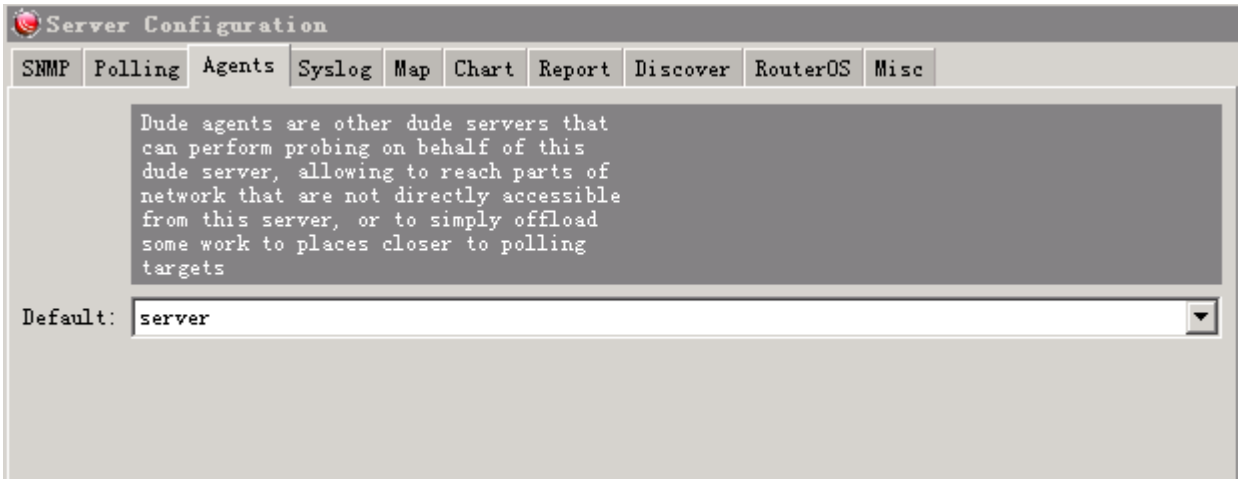 Server Configuration
SNMP Polling Agents Syslog Map Chart Report Discover RouterOS Misc
Dude agents are other dude servers that
can perform probing on behalf of this
dude server, allowing to reach parts of
network that are not directly accessible
from this server, or to simply offload
some work to places closer to polling
targets
Default: server